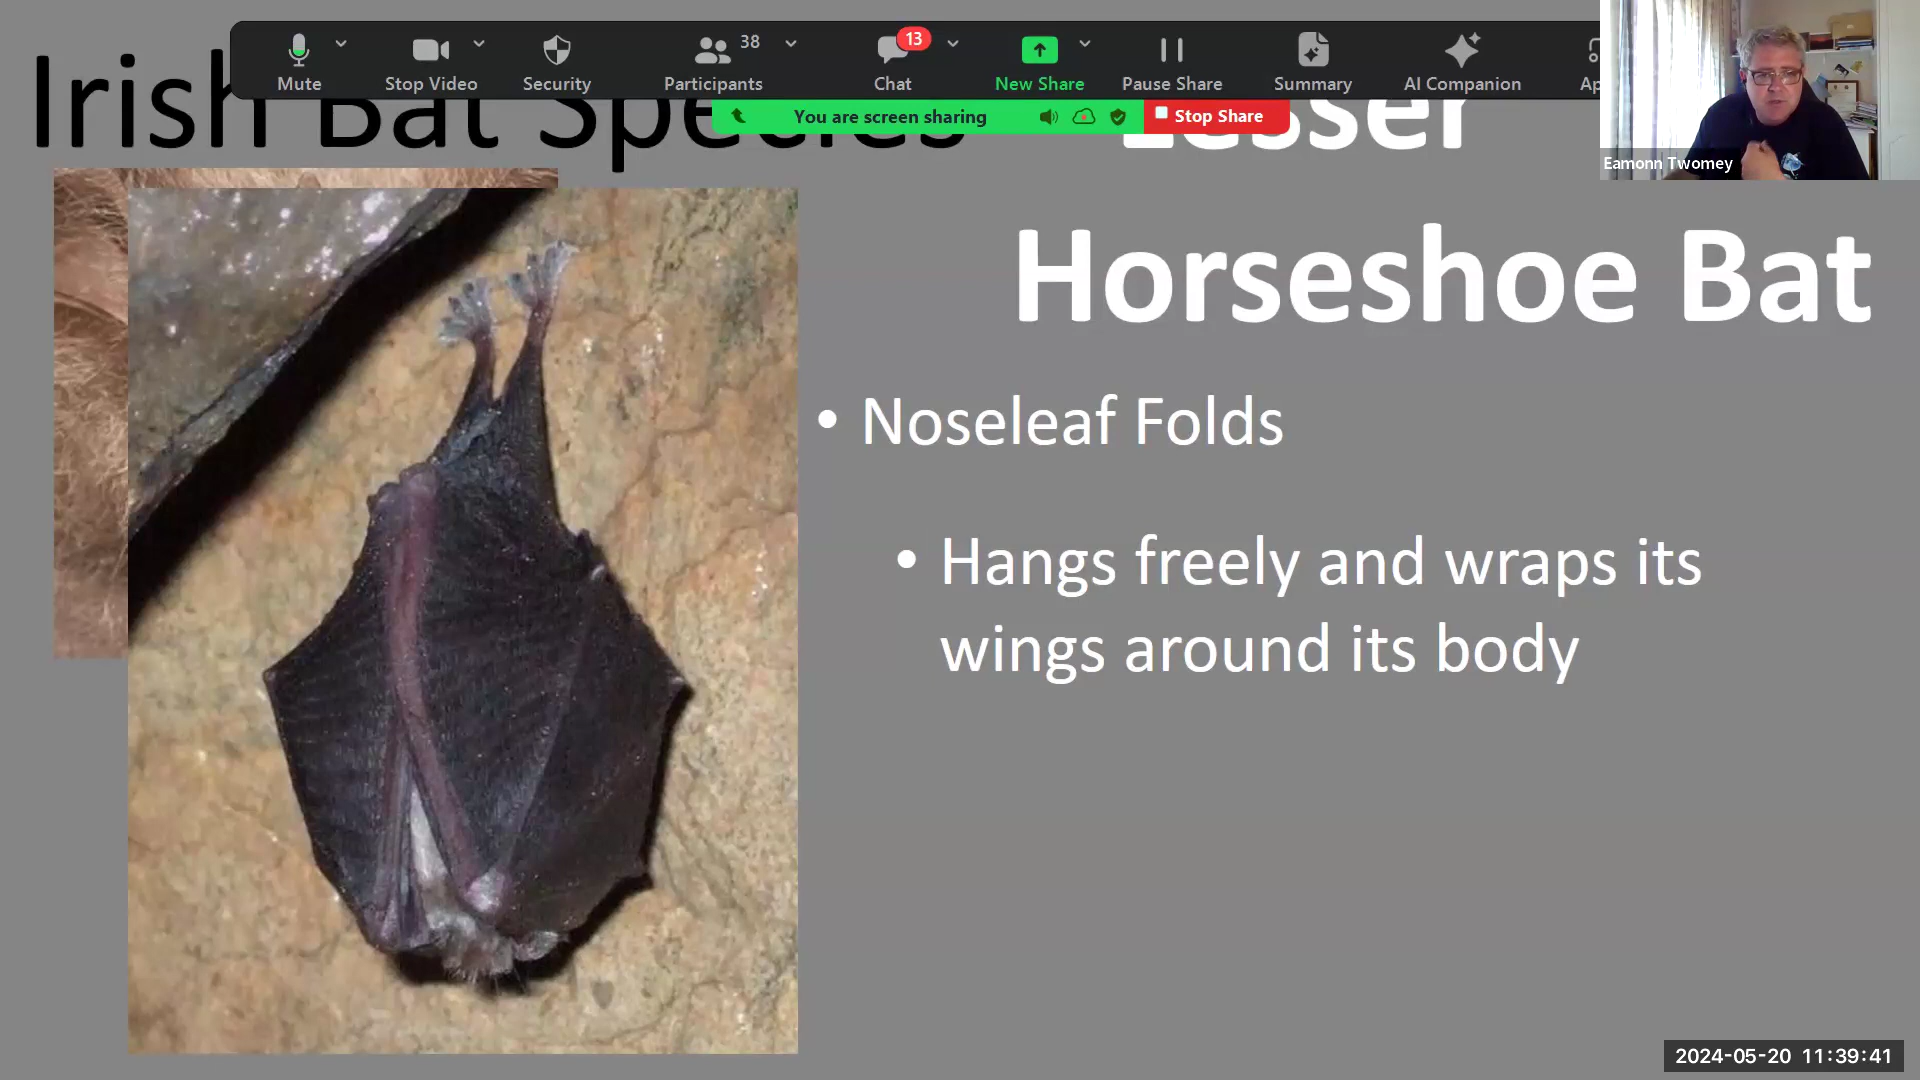 Mute
Stop Video
Security
38
Participants
13
Chat
New Share
Pause Share
Summary
AI Companion
Ap
You are screen sharing
Stop Share
Irish Bat Species
Lesser
Horseshoe Bat
Eamonn Twomey
• Noseleaf Folds
• Hangs freely and wraps its
wings around its body
2024-05-20 11:39:41